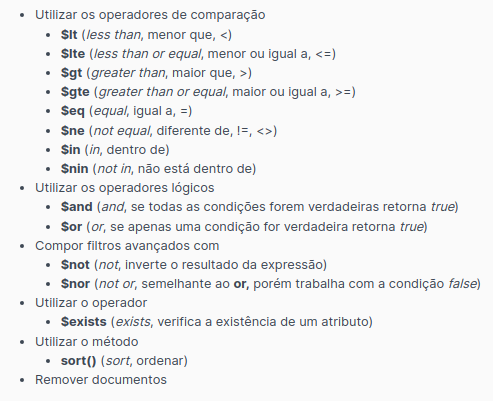 Utilizar os operadores de comparação
$lt (less than, menor que, <)
$lte (less than or equal, menor ou igual a, <=)
$gt (greater than, maior que, >)
$gte (greater than or equal, maior ou igual a, >=)
$eq (equal, igual a, =)
$ne (not equal, diferente de, !=, <>)
$in (in, dentro de)
$nin (not in, não está dentro de)
Utilizar os operadores lógicos
$and (and, se todas as condições forem verdadeiras retorna true)
$or (or, se apenas uma condição for verdadeira retorna true)
Compor filtros avançados com
$not (not, inverte o resultado da expressão)
$nor (not or, semelhante ao or, porém trabalha com a condição false)
Utilizar o operador
$exists (exists, verifica a existência de um atributo)
Utilizar o método
sort() (sort, ordenar)
Remover documentos